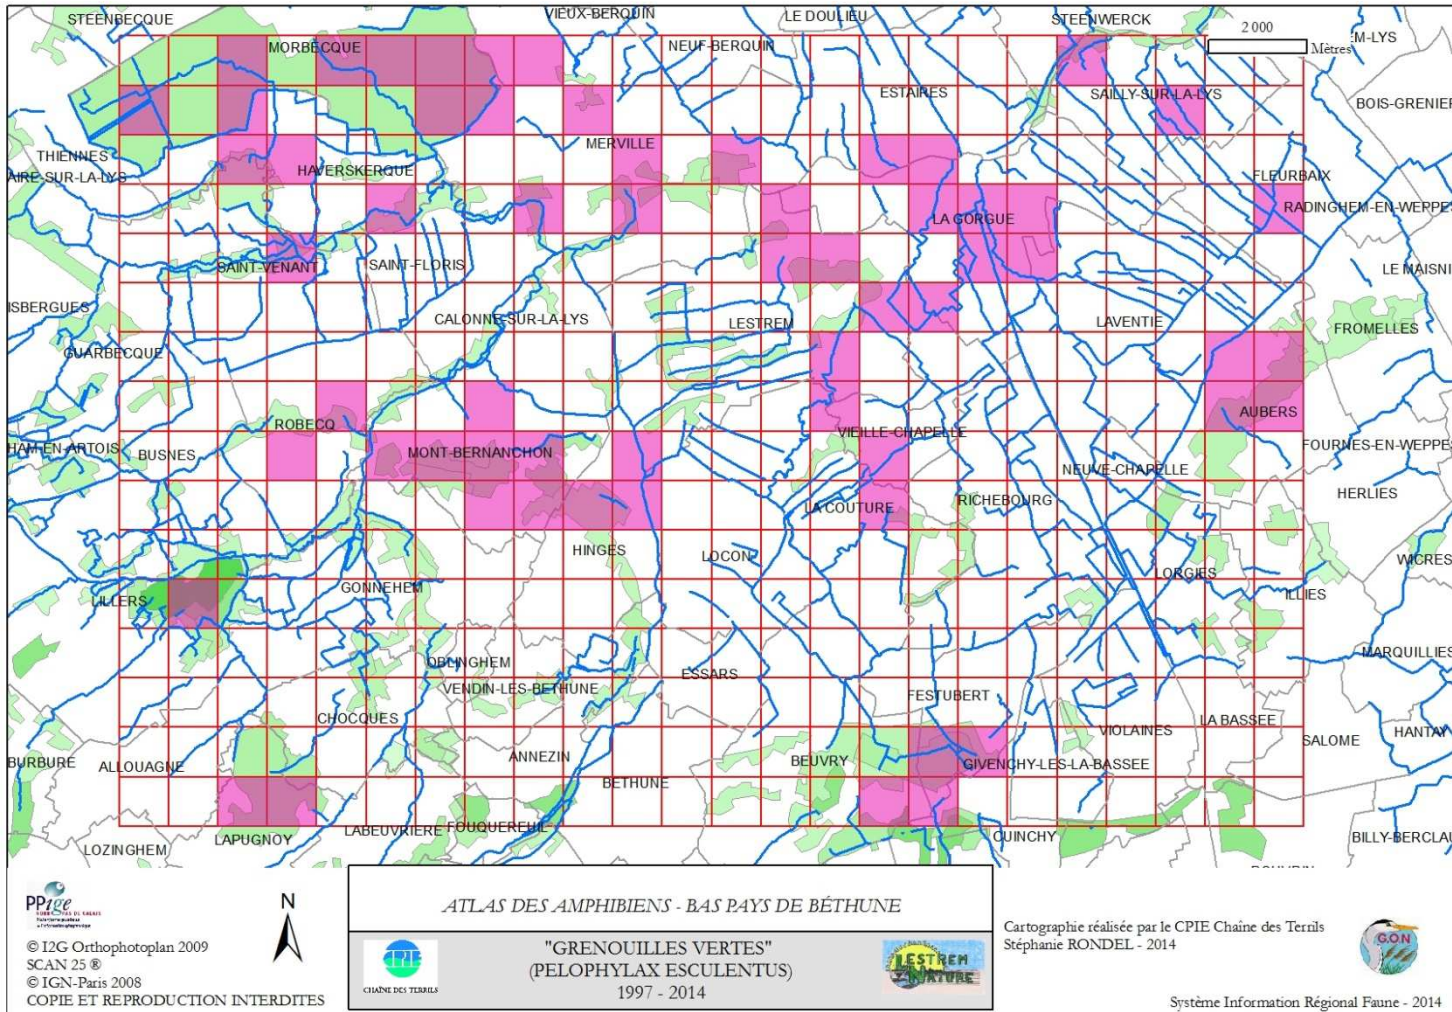 STEENBECQUE
VIEUX-BERQUIN
LE DOULIEU
STEENWERCK
2 000
Mètres
M-LYS
MORBECQUE
NEUF-BERQUIN
ESTAIRES
SAILLY-SUR-LA-LYS
BOIS-GRENIER
MERVILLE
THIENNES
AIRE-SUR-LA-LYS
HAVERSKERQUE
FLEURBAIX
RADINGHEM-EN-WEPPES
LA GORGUE
SAINT-VENANT
SAINT-FLORIS
LE MAISNI
ISBERGUES
CALONNE-SUR-LA-LYS
LESTREM
LAVENTIE
FROMELLES
GUARBECQUE
AUBERS
ROBECQ
VIEILLE-CHAPELLE
HAM-EN-ARTOIS
BUSNES
MONT-BERNANCHON
NEUVE-CHAPELLE
FOURNES-EN-WEPPE
HERLIES
LA COUTURE
RICHEBOURG
HINGES
LOCON
WICRES
LORGIES
ILLIES
LILLERS
GONNEHEM
OBLINGHEM
MARQUILLIES
ESSARS
VENDIN-LES-BETHUNE
FESTUBERT
CHOCQUES
VIOLAINES
LA BASSEE
SALOME
HANTAY
BURBURE
ALLOUAGNE
ANNEZIN
BEUVRY
GIVENCHY-LES-LA-BASSEE
BETHUNE
LABEUVRIERE
FOUQUEREUIL
CUINCHY
LOZINGHEM
LAPUGNOY
BILLY-BERCLAU
PPige
N
© I2G Orthophotoplan 2009
SCAN 25 ®
© IGN-Paris 2008
COPIE ET REPRODUCTION INTERDITES
ATLAS DES AMPHIBIENS - BAS PAYS DE BÉTHUNE
CPIE
CHAÎNE DES TERRILS
"GRENOUILLES VERTES"
(PELOPHYLAX ESCULENTUS)
1997 - 2014
LESTREM
NATURE
Cartographie réalisée par le CPIE Chaîne des Terrils
Stéphanie RONDEL - 2014
G.O.N
Système Information Régional Faune - 2014